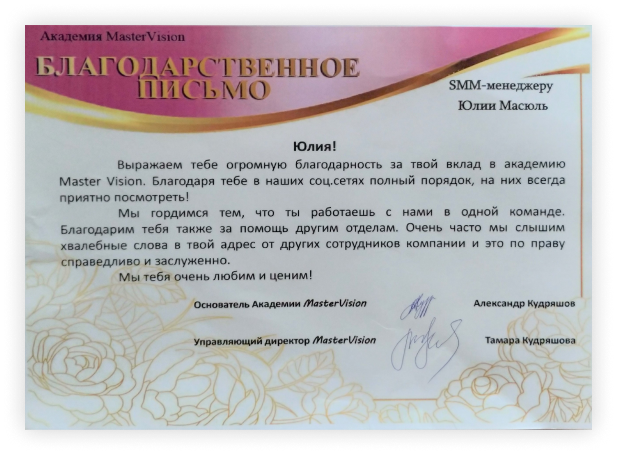 Академия MasterVision
БЛАГОДАРСТВЕННОЕ
ПИСЬМО
SMM-менеджеру
Юлии Масюль
Юлия!
Выражаем тебе огромную благодарность за твой вклад в академию
Master Vision. Благодаря тебе в наших соц.сетях полный порядок, на них всегда
приятно посмотреть!
Мы гордимся тем, что ты работаешь с нами в одной команде.
Благодарим тебя также за помощь другим отделам. Очень часто мы слышим
хвалебные слова в твой адрес от других сотрудников компании и это по праву
справедливо и заслуженно.
Мы тебя очень любим и ценим!
Основатель Академии MasterVision Александр Кудряшов
Управляющий директор MasterVision Тамара Кудряшова